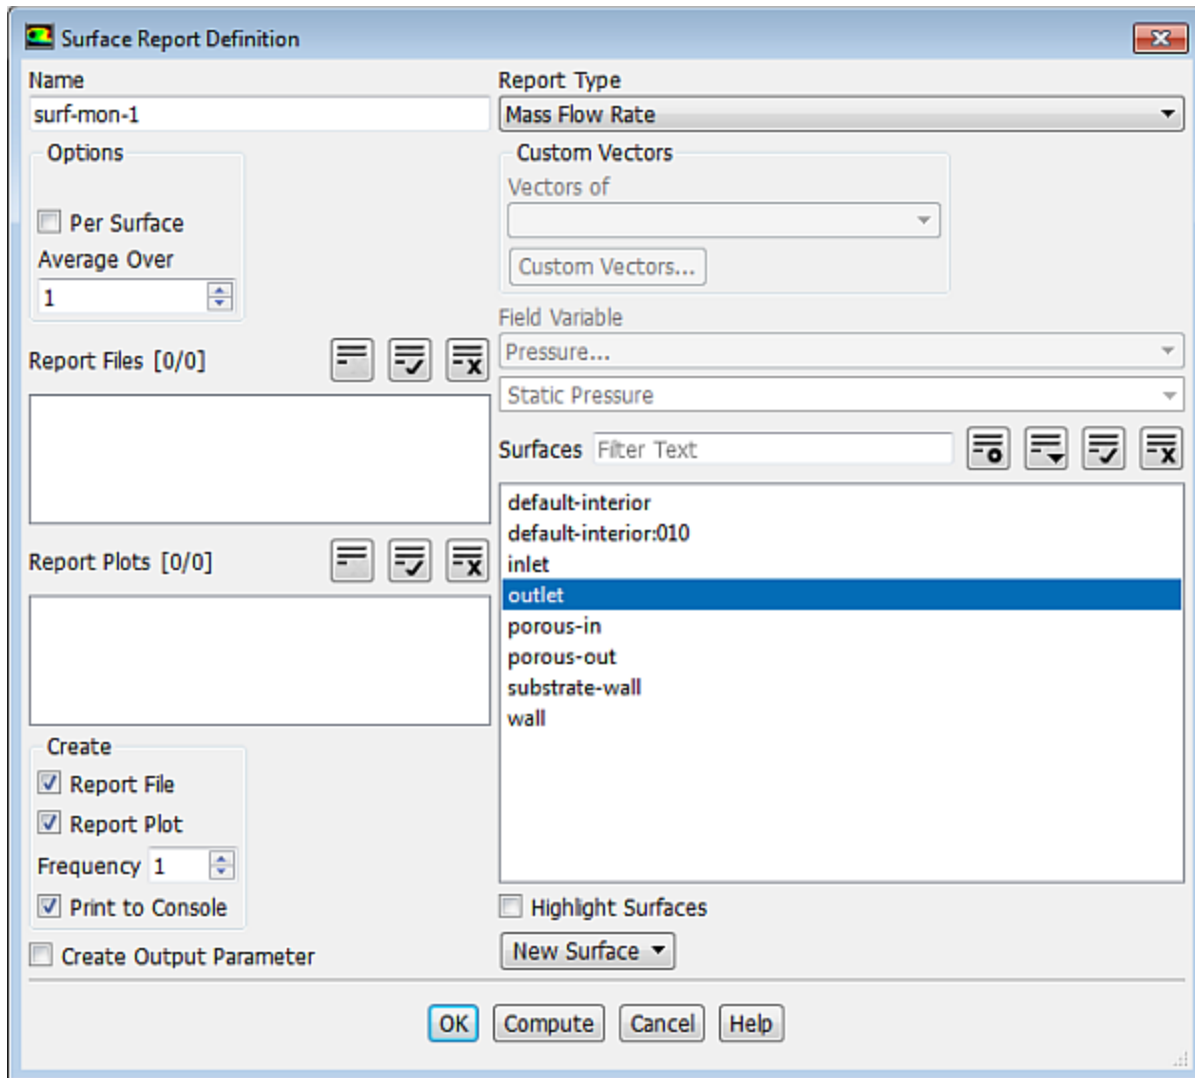 Surface Report Definition
Name
surf-mon-1
Options
Per Surface
Average Over
1
Report Files [0/0]
Report Plots [0/0]
Create
Report File
Report Plot
Frequency 1
Print to Console
Create Output Parameter
Report Type
Mass Flow Rate
Custom Vectors
Vectors of
Custom Vectors...
Field Variable
Pressure...
Static Pressure
Surfaces Filter Text
default-interior
default-interior:010
inlet
outlet
porous-in
porous-out
substrate-wall
wall
Highlight Surfaces
New Surface
OK Compute Cancel Help